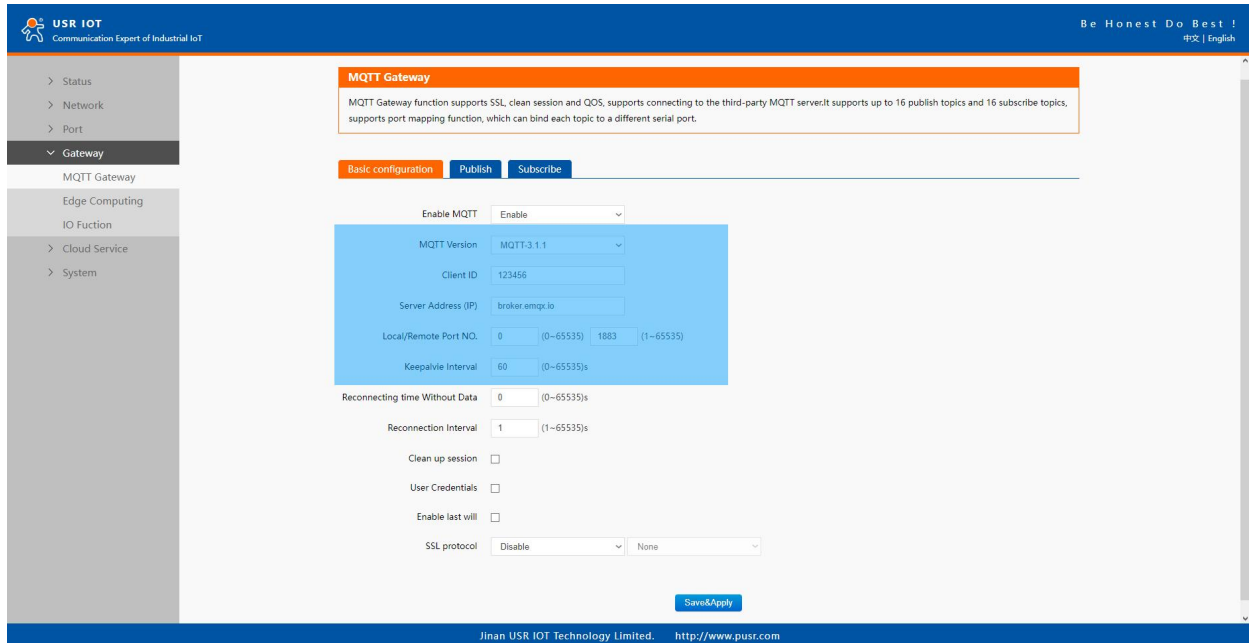 USR IOT
Communication Expert of Industrial IoT
Be Honest Do Best !
中文 | English
> Status
> Network
> Port
Gateway
MQTT Gateway
Edge Computing
IO Fuction
> Cloud Service
> System
MQTT Gateway
MQTT Gateway function supports SSL, clean session and QOS, supports connecting to the third-party MQTT server.It supports up to 16 publish topics and 16 subscribe topics,
supports port mapping function, which can bind each topic to a different serial port.
Basic configuration Publish Subscribe
Enable MQTT Enable
MQTT Version MQTT-3.1.1
Client ID 123456
Server Address (IP) broker.emqx.io
Local/Remote Port NO. 0 (0~65535) 1883 (1~65535)
Keepalvie Interval 60 (0~65535)s
Reconnecting time Without Data 0 (0~65535)s
Reconnection Interval 1 (1~65535)s
Clean up session
User Credentials
Enable last will
SSL protocol Disable None
Save&Apply
Jinan USR IOT Technology Limited. http://www.pusr.com